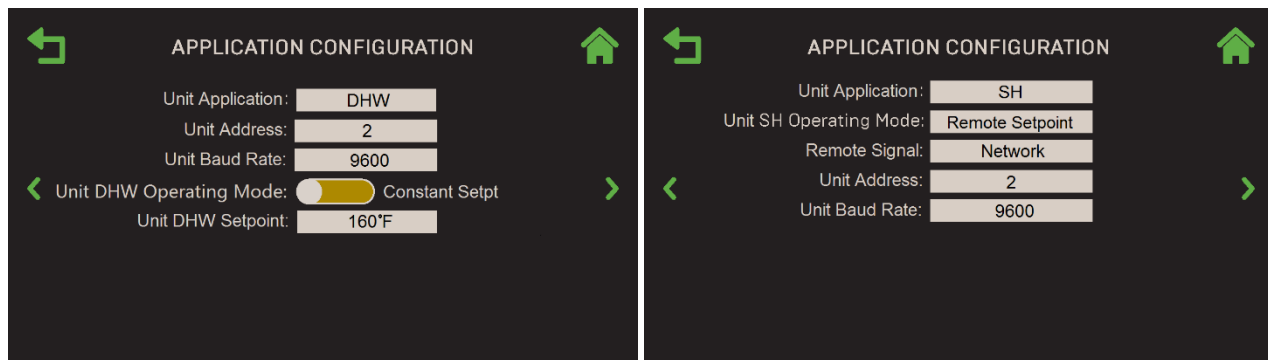 APPLICATION CONFIGURATION
Unit Application: DHW
Unit Address: 2
Unit Baud Rate: 9600
Unit DHW Operating Mode: Constant Setpt
Unit DHW Setpoint: 160°F
APPLICATION CONFIGURATION
Unit Application: SH
Unit SH Operating Mode: Remote Setpoint
Remote Signal: Network
Unit Address: 2
Unit Baud Rate: 9600